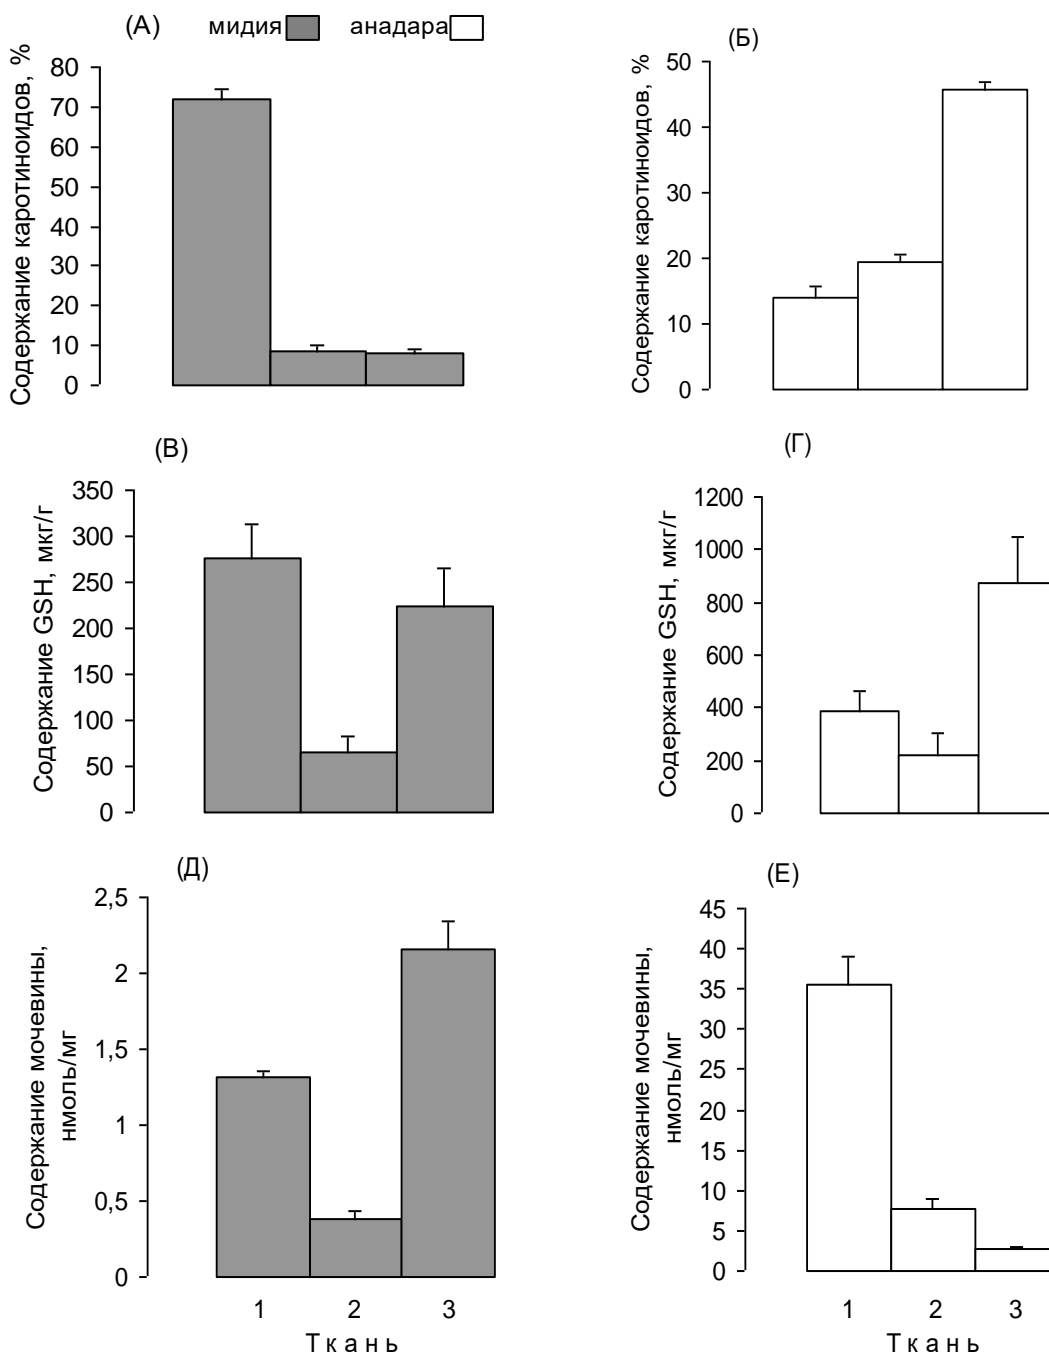 (А) мидия анадара
Содержание каротиноидов, %
80
70
60
50
40
30
20
10
0
(Б)
Содержание каротиноидов, %
50
40
30
20
10
0
(В)
Содержание GSH, мкг/г
350
300
250
200
150
100
50
0
(Г)
Содержание GSH, мкг/г
1200
1000
800
600
400
200
0
(Д)
Содержание мочевины,
нмоль/мг
2,5
2
1,5
1
0,5
0
1 2 3
Ткань
(Е)
Содержание мочевины,
нмоль/мг
45
40
35
30
25
20
15
10
5
0
1 2 3
Ткань